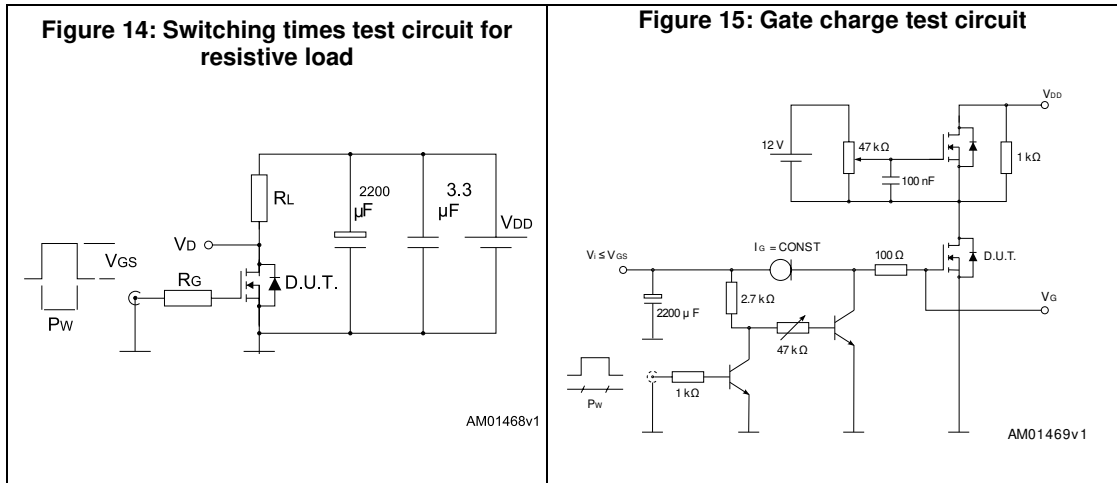 Figure 14: Switching times test circuit for
resistive load
RL
2200
µF
3.3
µF
VDD
VD
VGS
RG
D.U.T.
PW
AM01468v1
Figure 15: Gate charge test circuit
VDD
12 V
47 kΩ
1 kΩ
100 nF
IG = CONST
Vi ≤ VGS
100 Ω
D.U.T.
2.7 kΩ
VG
2200 µF
47 kΩ
1 kΩ
PW
AM01469v1